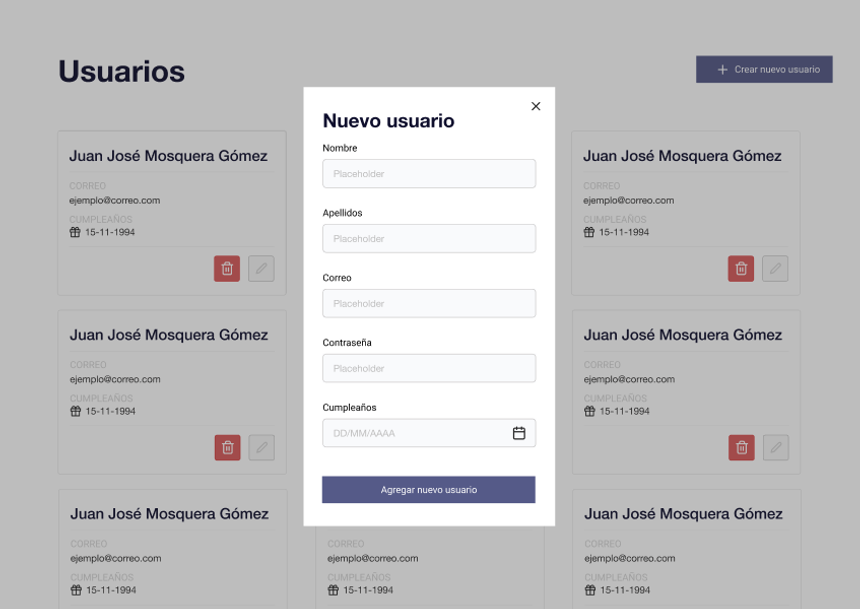 Usuarios
Crear nuevo usuario
Nuevo usuario
Nombre
Placeholder
Apellidos
Placeholder
Correo
Placeholder
Contraseña
Placeholder
Cumpleaños
DD/MM/AAAA
Agregar nuevo usuario
Juan José Mosquera Gómez
CORREO
ejemplo@correo.com
CUMPLEAÑOS
15-11-1994
Juan José Mosquera Gómez
CORREO
ejemplo@correo.com
CUMPLEAÑOS
15-11-1994
Juan José Mosquera Gómez
CORREO
ejemplo@correo.com
CUMPLEAÑOS
15-11-1994
Juan José Mosquera Gómez
CORREO
ejemplo@correo.com
CUMPLEAÑOS
15-11-1994
Juan José Mosquera Gómez
CORREO
ejemplo@correo.com
CUMPLEAÑOS
15-11-1994
CORREO
ejemplo@correo.com
CUMPLEAÑOS
15-11-1994
Juan José Mosquera Gómez
CORREO
ejemplo@correo.com
CUMPLEAÑOS
15-11-1994